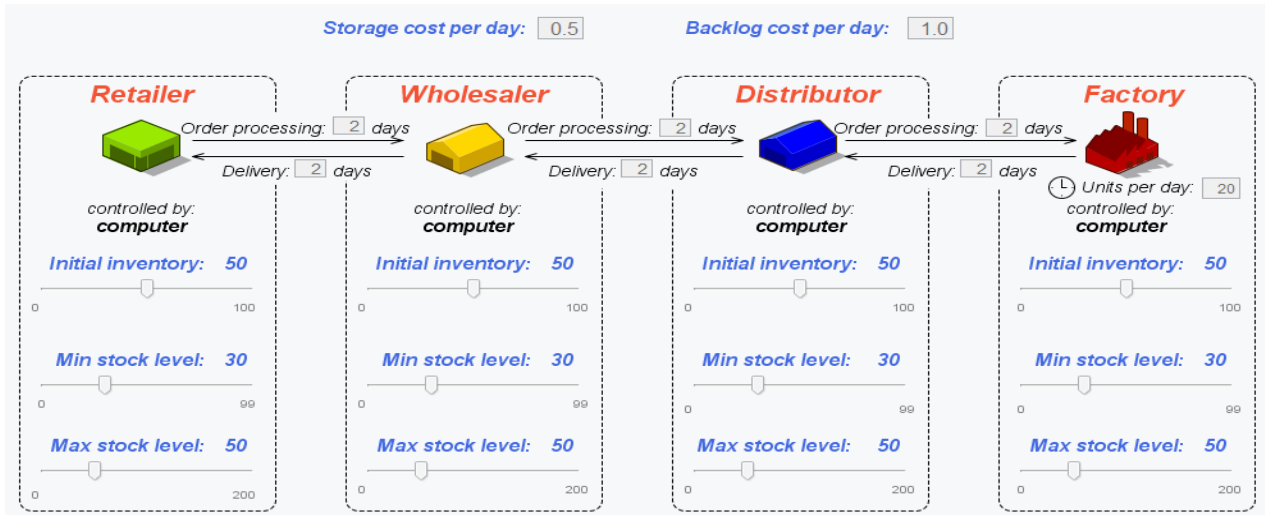 Storage cost per day: 0.5 Backlog cost per day: 1.0
Retailer Wholesaler Distributor Factory
Order processing: 2 days Order processing: 2 days Order processing: 2 days
Delivery: 2 days Delivery: 2 days Delivery: 2 days
Units per day: 20
controlled by: controlled by: controlled by: controlled by:
computer computer computer computer
Initial inventory: 50 Initial inventory: 50 Initial inventory: 50 Initial inventory: 50
0 100 0 100 0 100 0 100
Min stock level: 30 Min stock level: 30 Min stock level: 30 Min stock level: 30
0 99 0 99 0 99 0 99
Max stock level: 50 Max stock level: 50 Max stock level: 50 Max stock level: 50
0 200 0 200 0 200 0 200